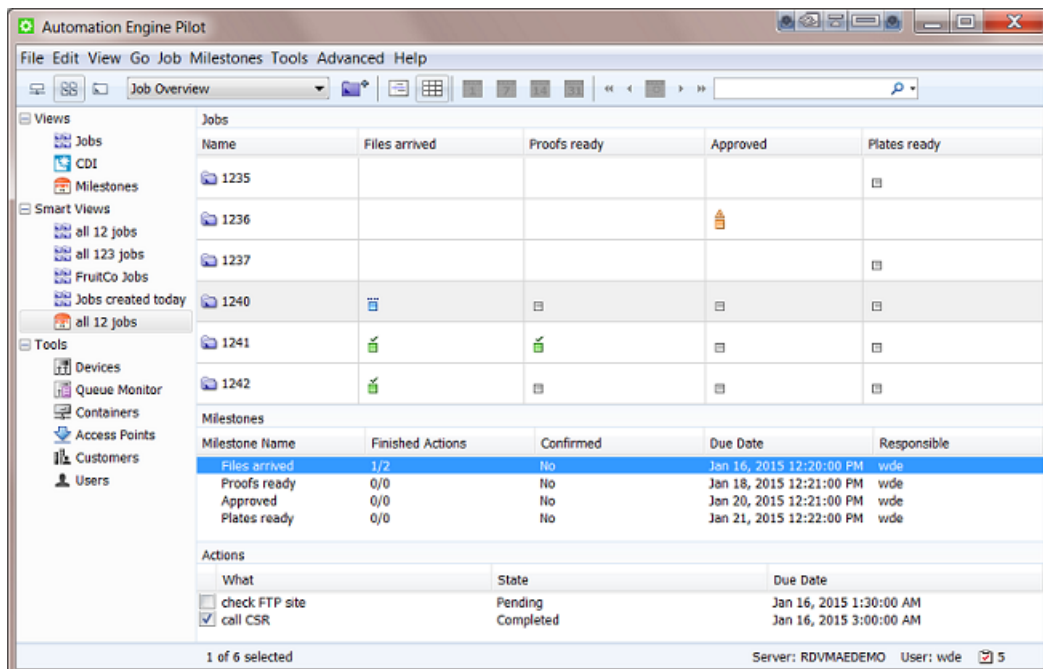 Automation Engine Pilot
File Edit View Go Job Milestones Tools Advanced Help
Job Overview 1 7 14 31
Views
Jobs
CDI
Milestones
Smart Views
all 12 jobs
all 123 jobs
FruitCo Jobs
Jobs created today
all 12 jobs
Tools
Devices
Queue Monitor
Containers
Access Points
Customers
Users
Jobs
Name Files arrived Proofs ready Approved Plates ready
1235
1236
1237
1240
1241
1242
Milestones
Milestone Name Finished Actions Confirmed Due Date Responsible
Files arrived 1/2 No Jan 16, 2015 12:20:00 PM wde
Proofs ready 0/0 No Jan 18, 2015 12:21:00 PM wde
Approved 0/0 No Jan 20, 2015 12:21:00 PM wde
Plates ready 0/0 No Jan 21, 2015 12:22:00 PM wde
Actions
What State Due Date
check FTP site Pending Jan 16, 2015 1:30:00 AM
call CSR Completed Jan 16, 2015 3:00:00 AM
1 of 6 selected Server: RDVMAEDEMO User: wde 5